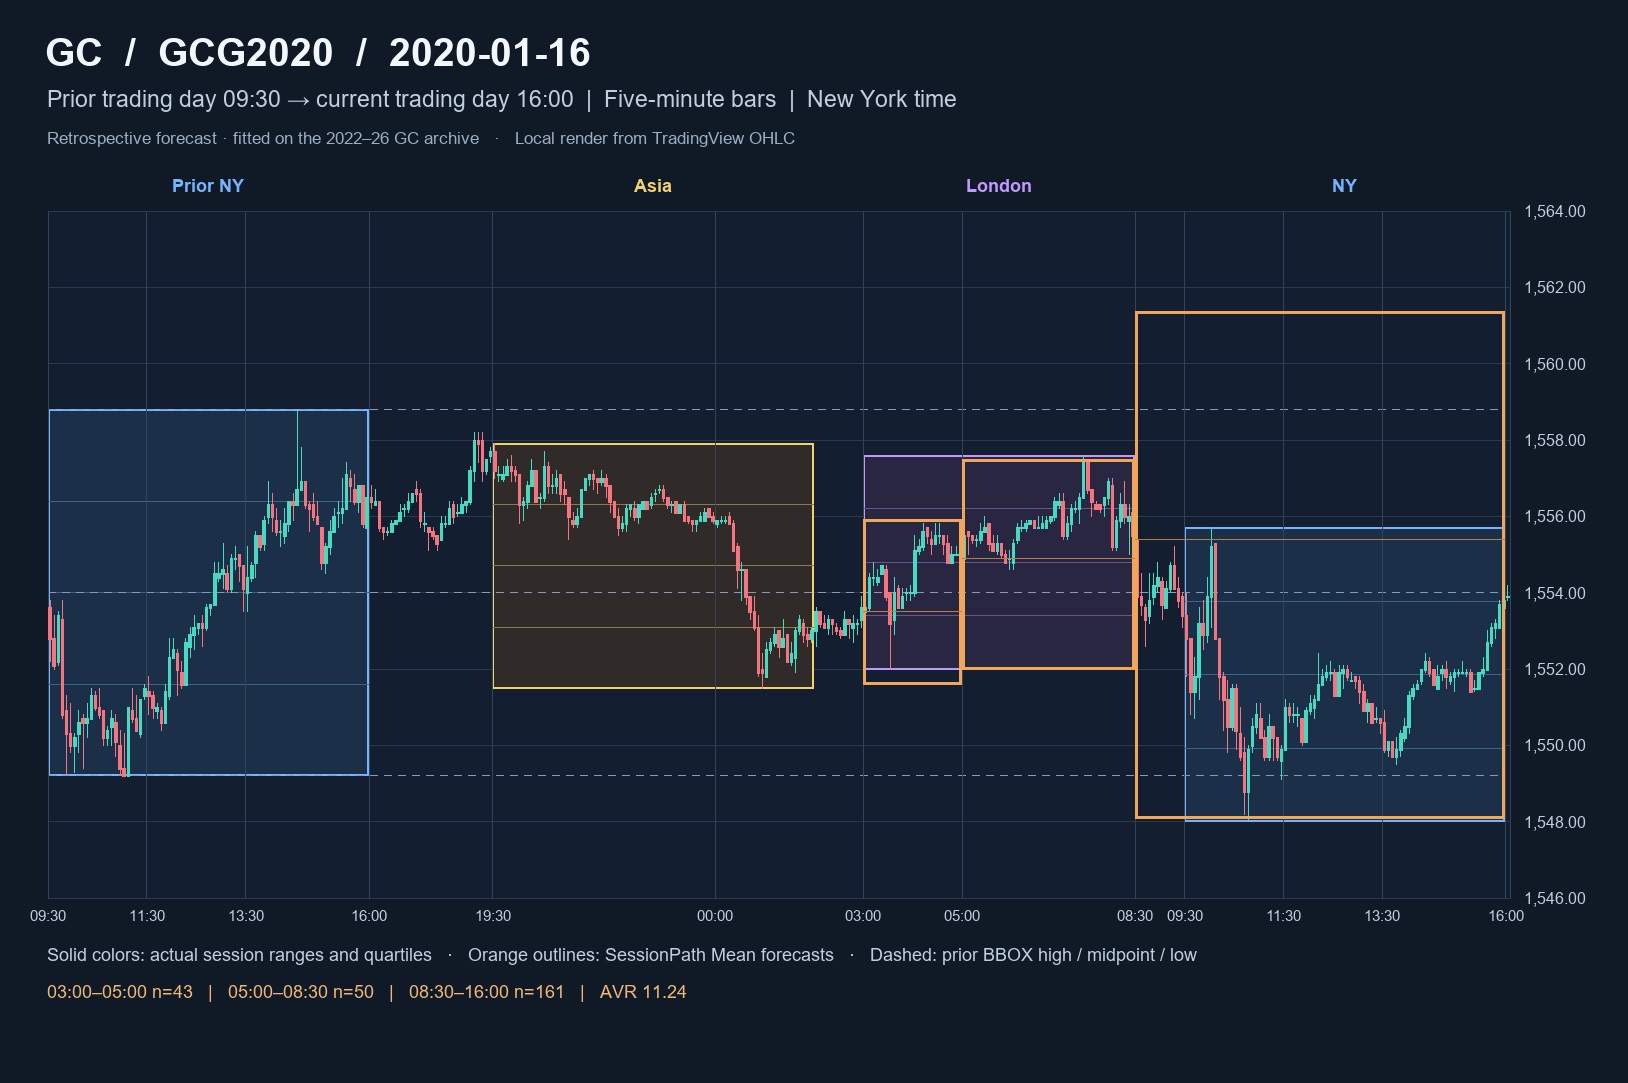 GC / GCG2020 / 2020-01-16
Prior trading day 09:30 → current trading day 16:00 | Five-minute bars | New York time
Retrospective forecast · fitted on the 2022–26 GC archive · Local render from TradingView OHLC
Prior NY Asia London NY
1,564.00
1,562.00
1,560.00
1,558.00
1,556.00
1,554.00
1,552.00
1,550.00
1,548.00
1,546.00
09:30 11:30 13:30 16:00 19:30 00:00 03:00 05:00 08:30 09:30 11:30 13:30 16:00
Solid colors: actual session ranges and quartiles · Orange outlines: SessionPath Mean forecasts · Dashed: prior BBOX high / midpoint / low
03:00–05:00 n=43 | 05:00–08:30 n=50 | 08:30–16:00 n=161 | AVR 11.24